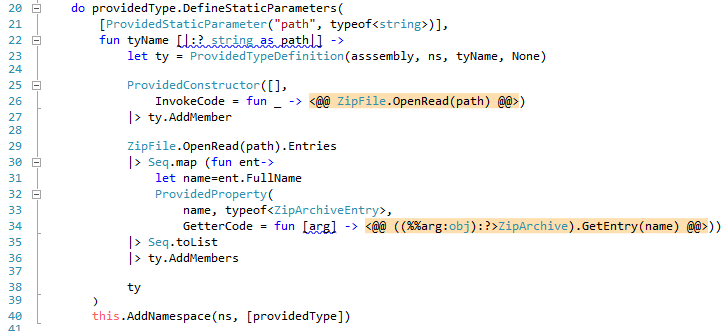 20 do providedType.DefineStaticParameters(
21 [ProvidedStaticParameter("path", typeof<string>)],
22 fun tyName [|:? string as path|] ->
23 let ty = ProvidedTypeDefinition(asssembly, ns, tyName, None)
24
25 ProvidedConstructor([],
26 InvokeCode = fun _ -> <@@ ZipFile.OpenRead(path) @@>)
27 |> ty.AddMember
28
29 ZipFile.OpenRead(path).Entries
30 |> Seq.map (fun ent->
31 let name=ent.FullName
32 ProvidedProperty(
33 name, typeof<ZipArchiveEntry>,
34 GetterCode = fun [arg] -> <@@ ((%%arg:obj):?>ZipArchive).GetEntry(name) @@>))
35 |> Seq.toList
36 |> ty.AddMembers
37
38 ty
39 )
40 this.AddNamespace(ns, [providedType])
41